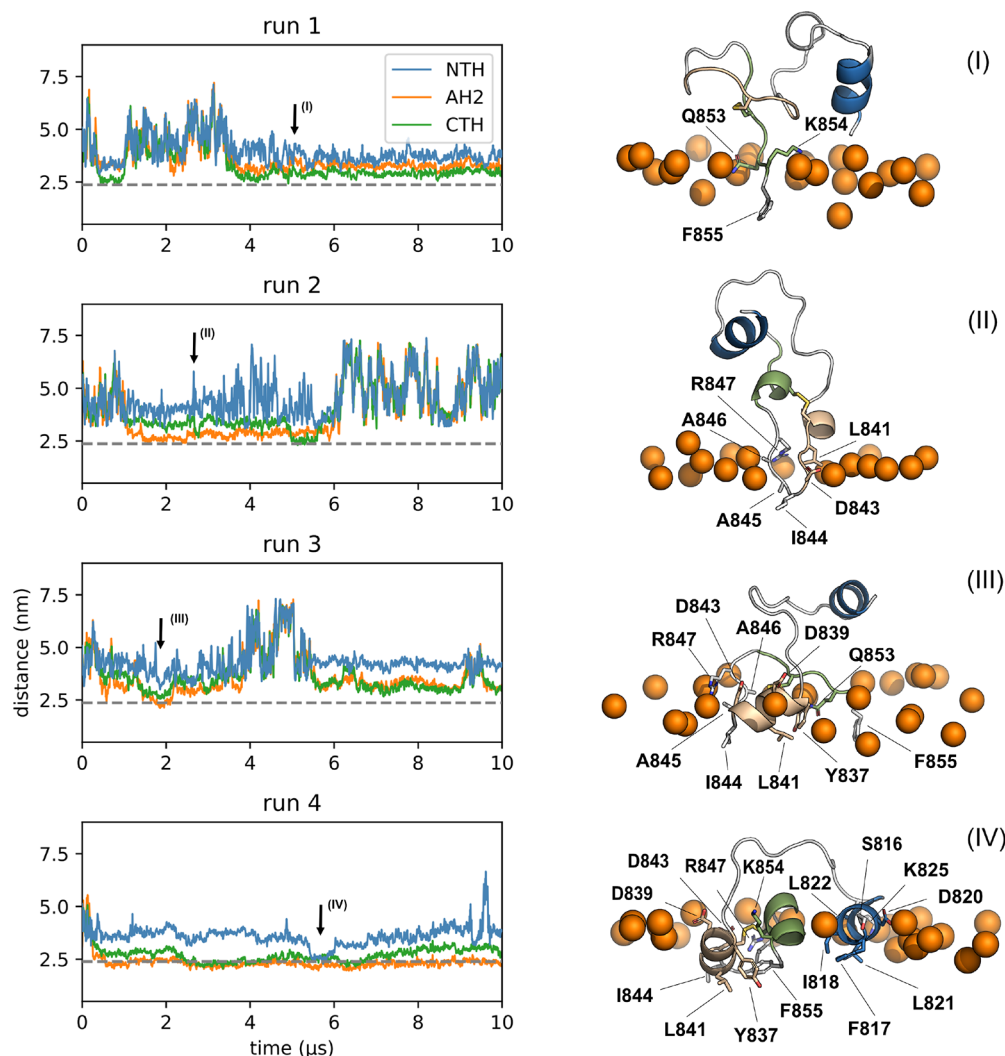 run 1
7.5
5.0
2.5
NTH
AH2
CTH
(I)
0 2 4 6 8 10
(I)
Q853
K854
F855
run 2
7.5
5.0
2.5
(II)
0 2 4 6 8 10
(II)
R847
A846
L841
A845
D843
I844
run 3
distance (nm)
7.5
5.0
2.5
(III)
0 2 4 6 8 10
(III)
D843
A846
D839
R847
Q853
A845
I844
L841
Y837
F855
run 4
7.5
5.0
2.5
(IV)
0 2 4 6 8 10
time (μs)
(IV)
S816
D843
R847
K854
L822
K825
D839
D820
I844
I818
L821
L841
Y837
F855
F817